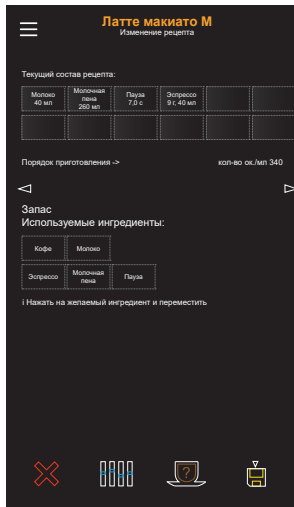 Латте макиато M
Изменение рецепта
Текущий состав рецепта:
Молоко
40 мл
Молочная
пена
260 мл
Пауза
7,0 с
Эспрессо
9 г, 40 мл
Порядок приготовления ->
кол-во ок./мл 340
Запас
Используемые ингредиенты:
Кофе
Молоко
Эспрессо
Молочная
пена
Пауза
i Нажать на желаемый ингредиент и переместить
?